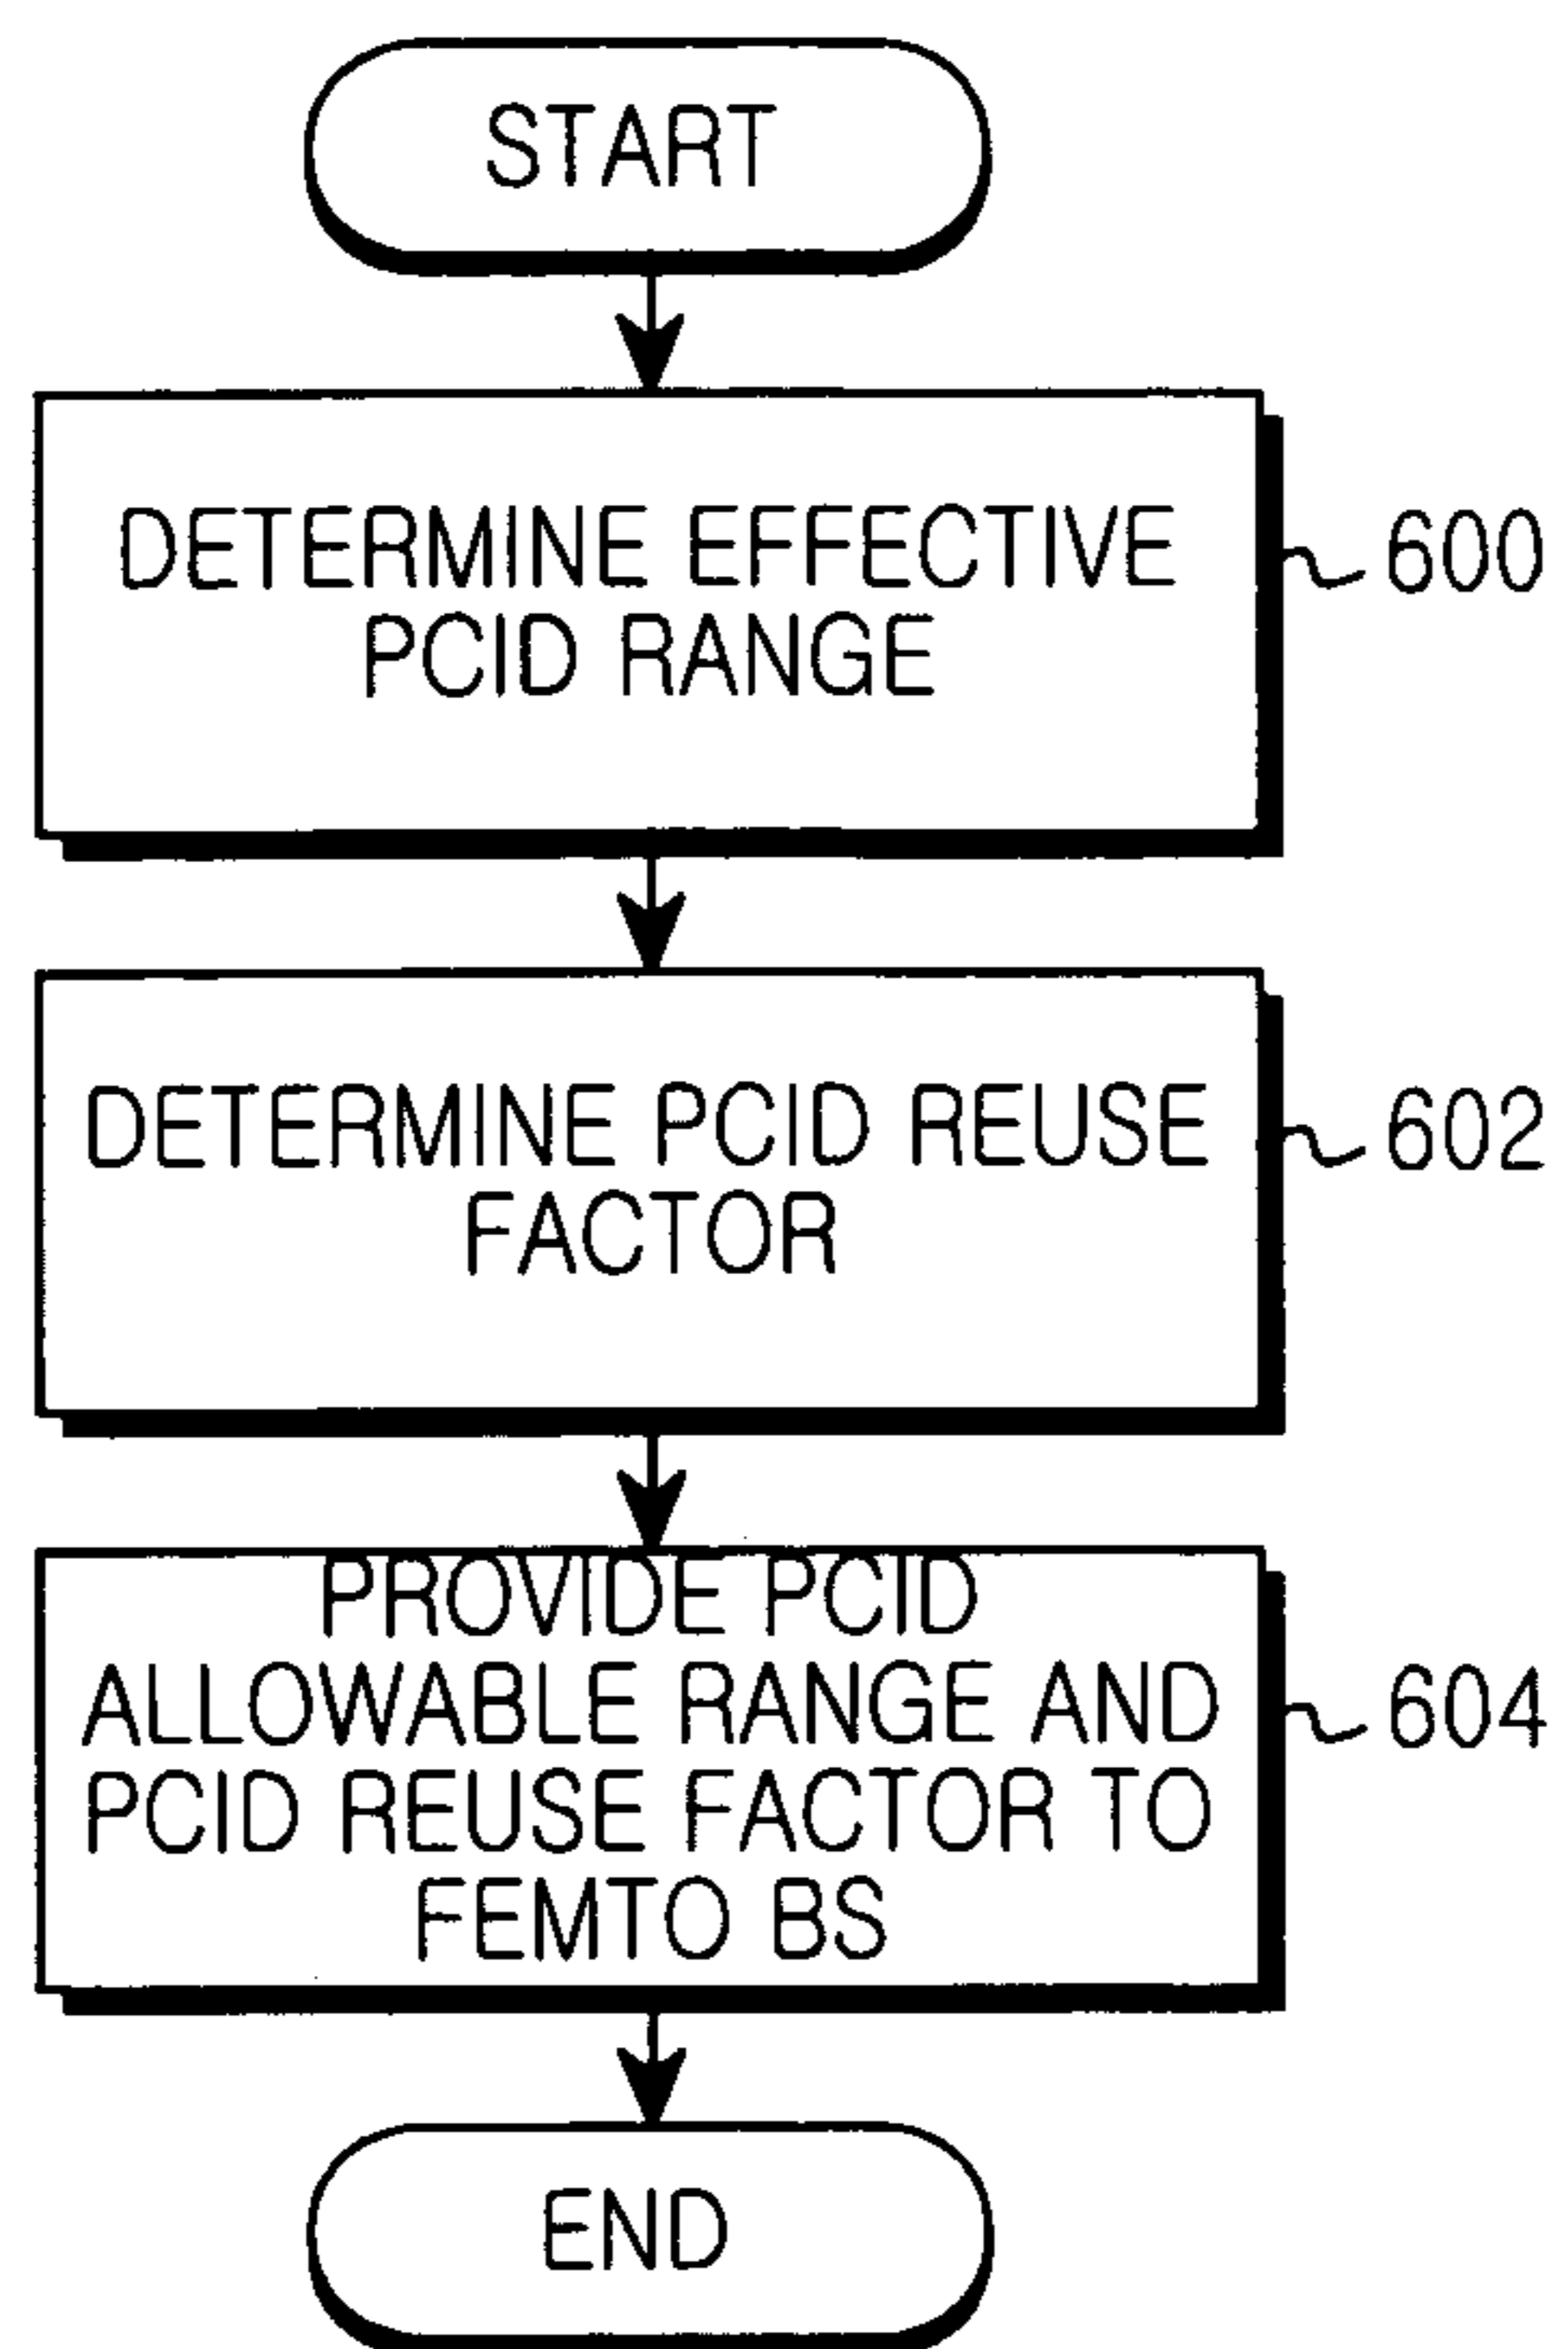 START
DETERMINE EFFECTIVE
PCID RANGE
600
DETERMINE PCID REUSE
FACTOR
602
PROVIDE PCID
ALLOWABLE RANGE AND
PCID REUSE FACTOR TO
FEMTO BS
604
END